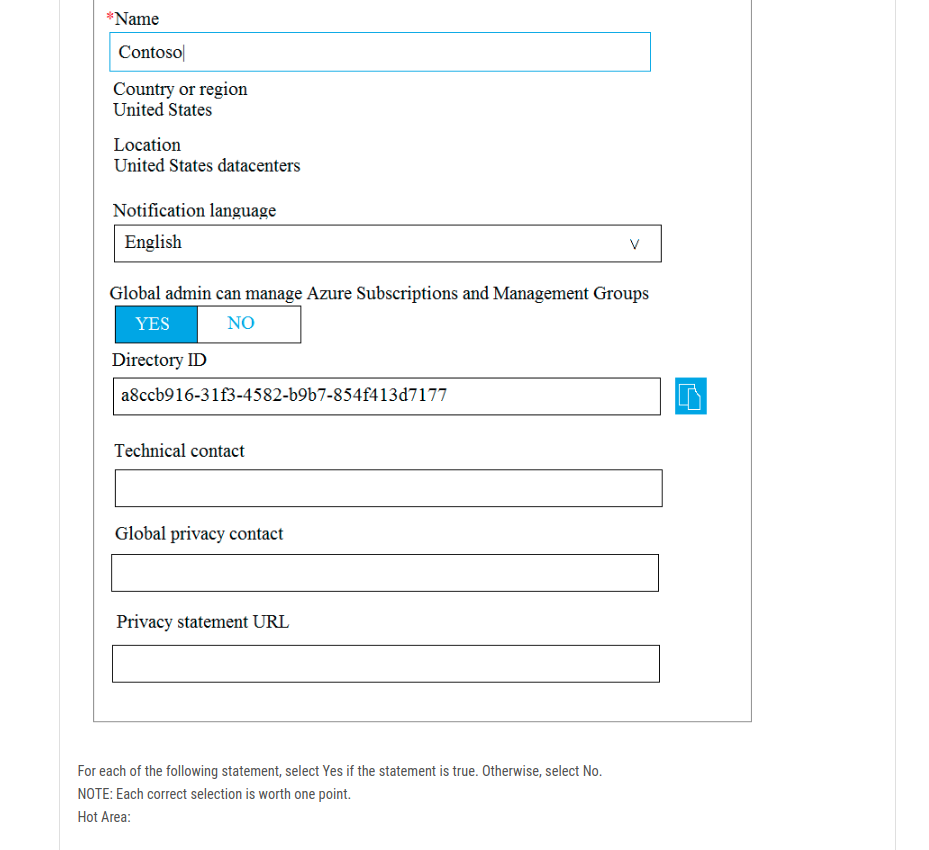 *Name
Contoso
Country or region
United States
Location
United States datacenters
Notification language
English
Global admin can manage Azure Subscriptions and Management Groups
YES NO
Directory ID
a8ccb916-31f3-4582-b9b7-854f413d7177
Technical contact
Global privacy contact
Privacy statement URL
For each of the following statement, select Yes if the statement is true. Otherwise, select No.
NOTE: Each correct selection is worth one point.
Hot Area: